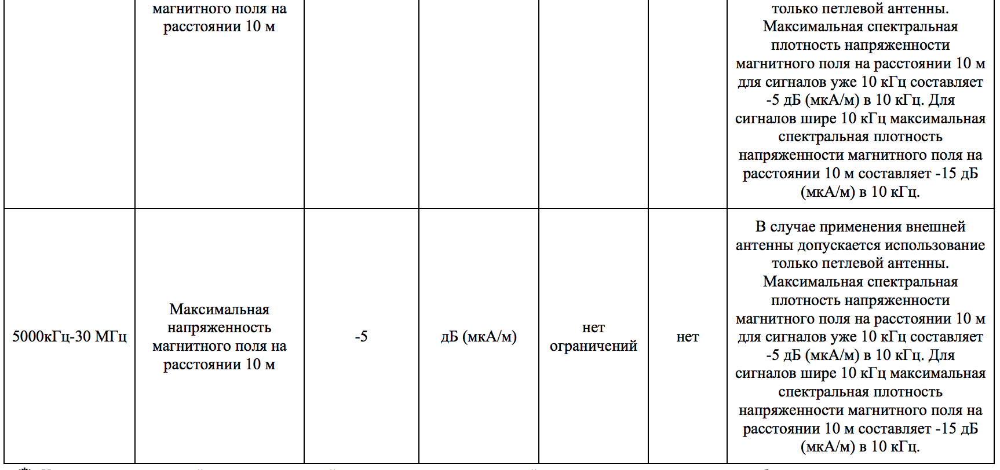 магнитного поля на
расстоянии 10 м
только петлевой антенны.
Максимальная спектральная
плотность напряженности
магнитного поля на расстоянии 10 м
для сигналов уже 10 кГц составляет
-5 дБ (мкА/м) в 10 кГц. Для
сигналов шире 10 кГц максимальная
спектральная плотность
напряженности магнитного поля на
расстоянии 10 м составляет -15 дБ
(мкА/м) в 10 кГц.
5000кГц-30 МГц
Максимальная
напряженность
магнитного поля на
расстоянии 10 м
-5
дБ (мкА/м)
нет
ограничений
нет
В случае применения внешней
антенны допускается использование
только петлевой антенны.
Максимальная спектральная
плотность напряженности
магнитного поля на расстоянии 10 м
для сигналов уже 10 кГц составляет
-5 дБ (мкА/м) в 10 кГц. Для
сигналов шире 10 кГц максимальная
спектральная плотность
напряженности магнитного поля на
расстоянии 10 м составляет -15 дБ
(мкА/м) в 10 кГц.